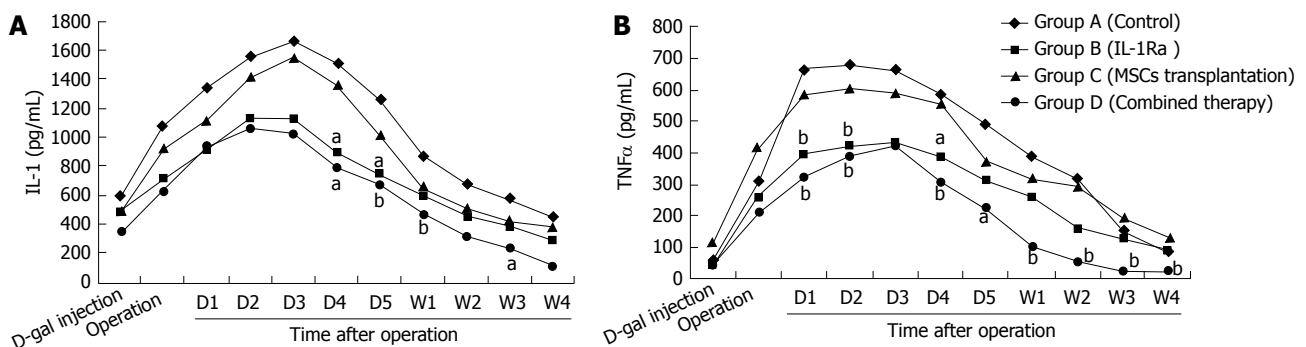 A
IL-1 (pg/mL)
1800
1600
1400
1200
1000
800
600
400
200
0
a
a
a
b
b
a
D-gal injection
Operation
D1 D2 D3 D4 D5 W1 W2 W3 W4
Time after operation
B
TNFα (pg/mL)
800
700
600
500
400
300
200
100
0
b
b
a
b
b
b
a
b
b
b
b
D-gal injection
Operation
D1 D2 D3 D4 D5 W1 W2 W3 W4
Time after operation
Group A (Control)
Group B (IL-1Ra )
Group C (MSCs transplantation)
Group D (Combined therapy)